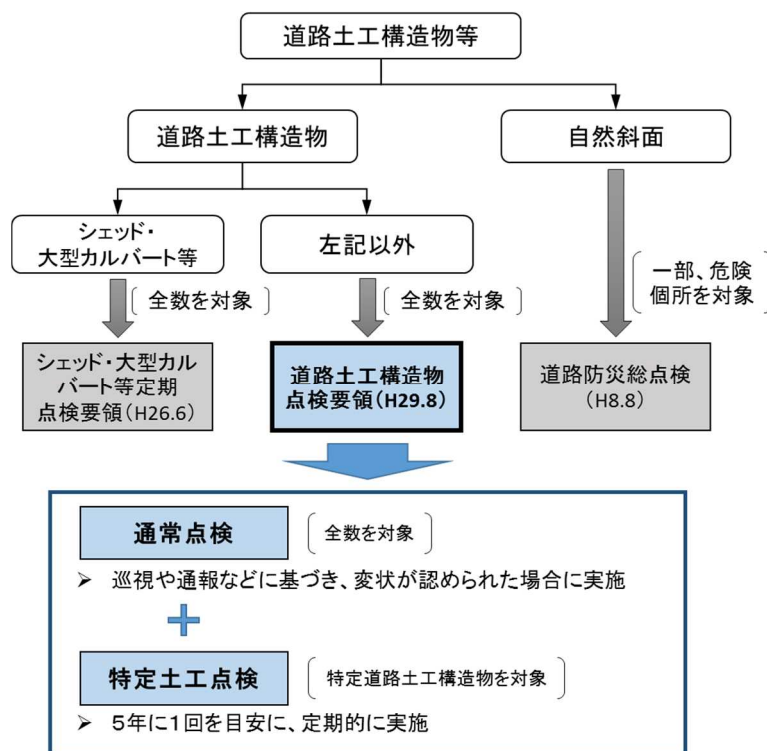 道路土工構造物等
道路土工構造物
自然斜面
シェッド・
大型カルバート等
左記以外
全数を対象
全数を対象
一部、危険
個所を対象
シェッド・大型カル
バート等定期
点検要領(H26.6)
道路土工構造物
点検要領(H29.8)
道路防災総点検
(H8.8)
通常点検
全数を対象
➢ 巡視や通報などに基づき、変状が認められた場合に実施
+
特定土工点検
特定道路土工構造物を対象
➢ 5年に1回を目安に、定期的に実施